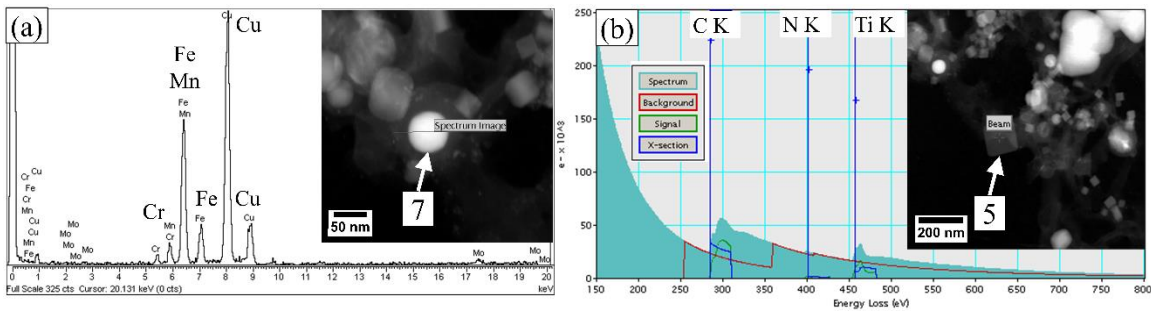 (a)
Cu
Cu
Fe
Mn
Fe
Mn
Cr
Mn
Cr
Fe
Fe
Cu
Cu
Spectrum Image
7
50 nm
Cr Cu
Fe
Cr
Mn
Cu
Cu
Mn
Fe
Mo
Mo
Mo
Mo
Mo
Mo
Mo
0 1 2 3 4 5 6 7 8 9 10 11 12 13 14 15 16 17 18 19 20
Full Scale 325 cts Cursor: 20.131 keV (0 cts)
keV
(b)
C K
N K
Ti K
Spectrum
Background
Signal
X-section
Beam
5
200 nm
e- x 10^3
250
200
150
100
50
0
150 200 250 300 350 400 450 500 550 600 650 700 750 800
Energy Loss (eV)